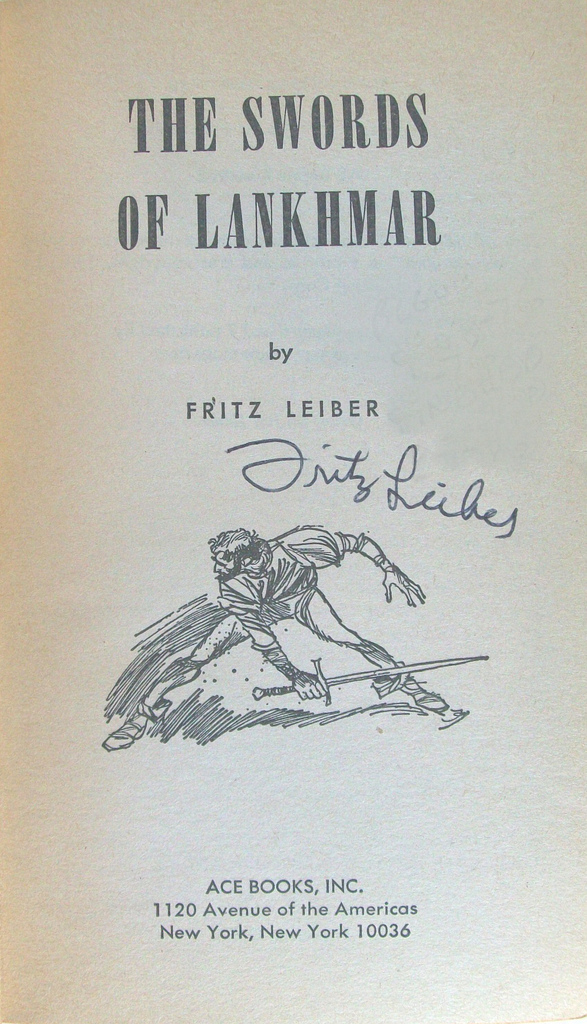 THE SWORDS
OF LANKHMAR
by
FRITZ LEIBER
Fritz Leiber
ACE BOOKS, INC.
1120 Avenue of the Americas
New York, New York 10036